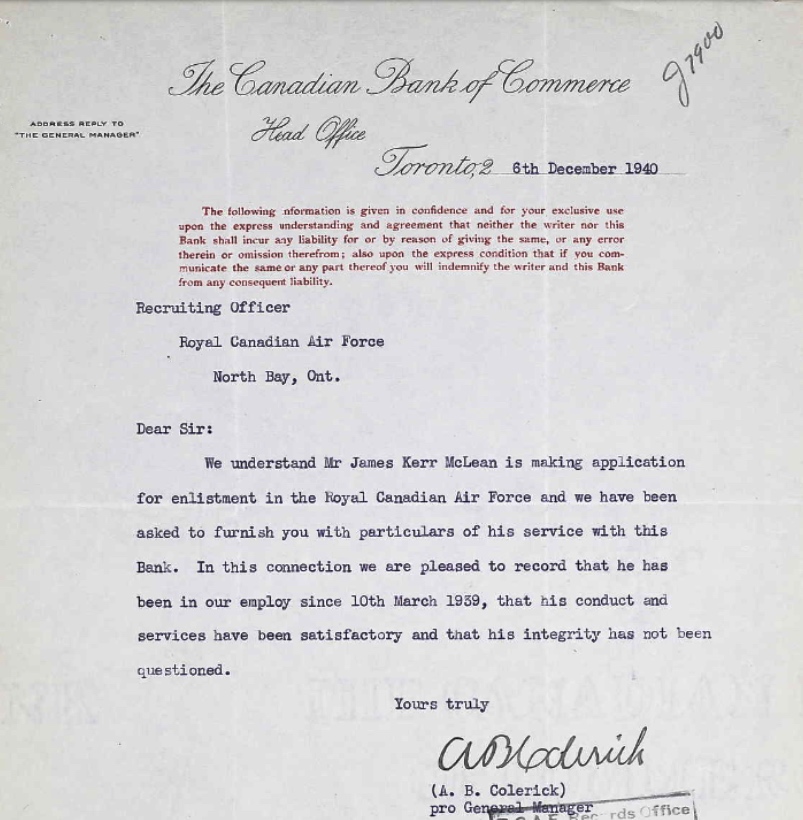 J7900
The Canadian Bank of Commerce
ADDRESS REPLY TO
"THE GENERAL MANAGER"
Head Office
Toronto,2 6th December 1940
The following nformation is given in confidence and for your exclusive use
upon the express understanding and agreement that neither the writer nor this
Bank shall incur any liability for or by reason of giving the same, or any error
therein or omission therefrom; also upon the express condition that if you com-
municate the same or any part thereof you will indemnify the writer and this Bank
from any consequent liability.
Recruiting Officer
Royal Canadian Air Force
North Bay, Ont.
Dear Sir:
We understand Mr James Kerr McLean is making application
for enlistment in the Royal Canadian Air Force and we have been
asked to furnish you with particulars of his service with this
Bank. In this connection we are pleased to record that he has
been in our employ since 10th March 1939, that his conduct and
services have been satisfactory and that his integrity has not been
questioned.
Yours truly
A B Colerick
(A. B. Colerick)
pro General Manager
R.C.A.F. Records Office